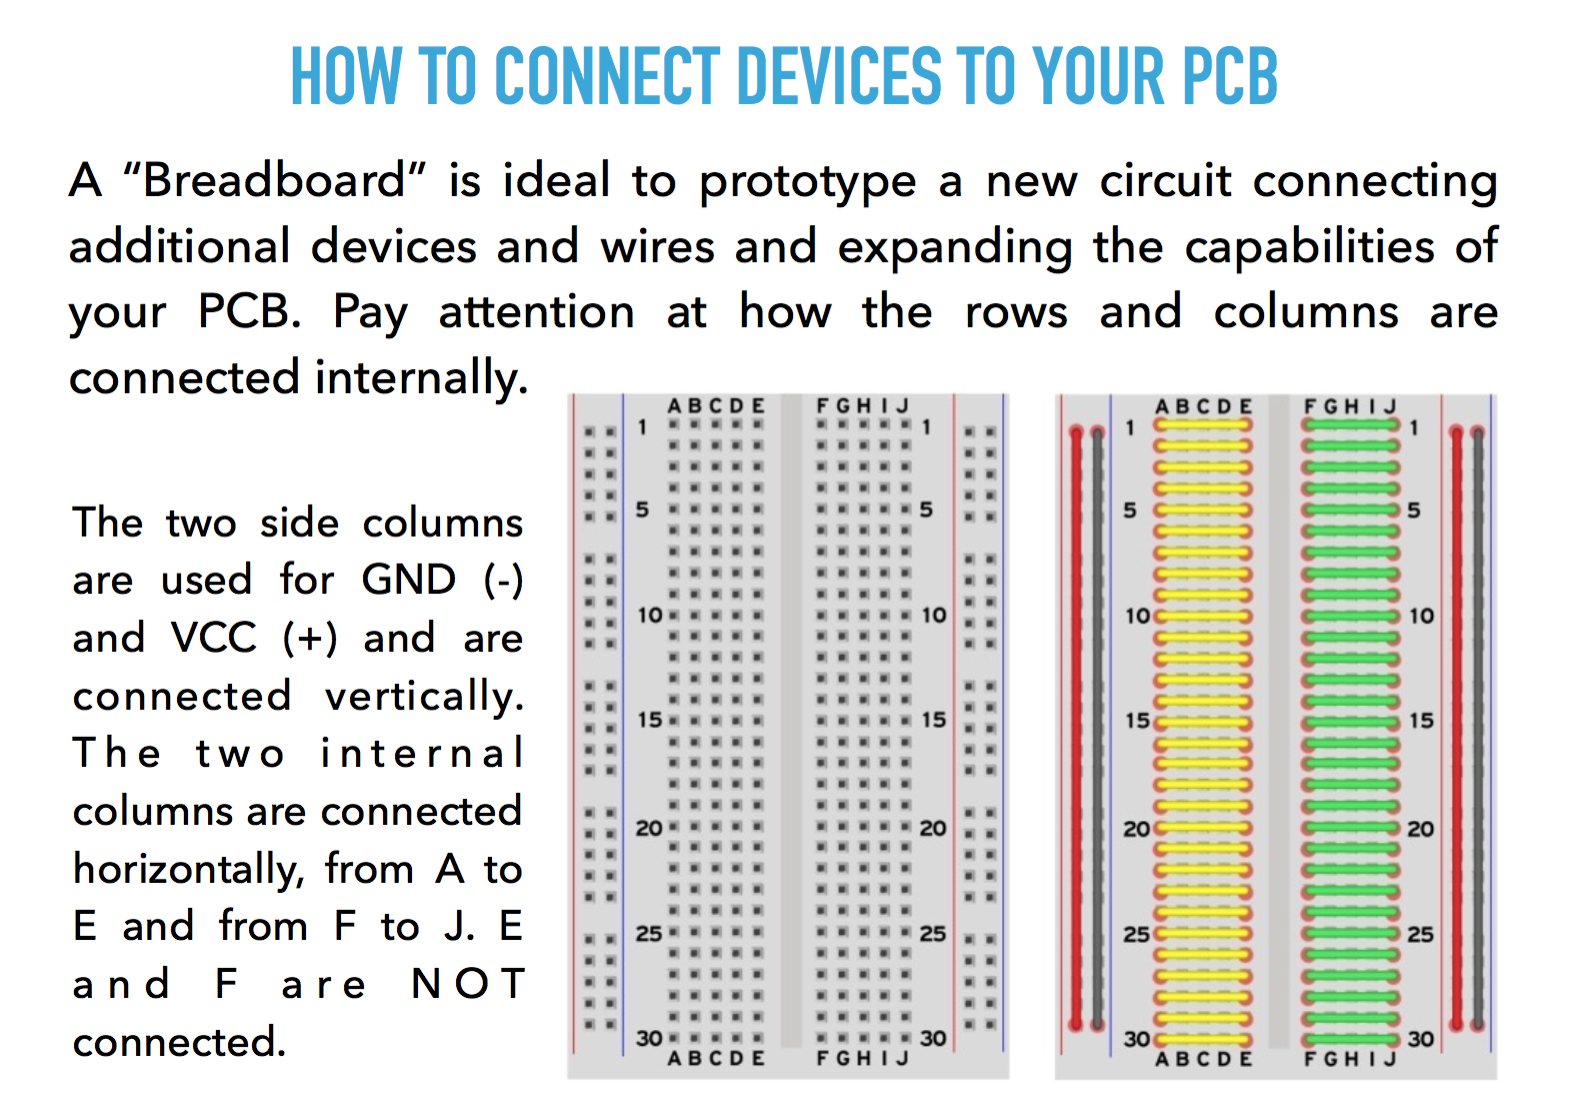 HOW TO CONNECT DEVICES TO YOUR PCB
A “Breadboard” is ideal to prototype a new circuit connecting
additional devices and wires and expanding the capabilities of
your PCB. Pay attention at how the rows and columns are
connected internally.
The two side columns
are used for GND (-)
and VCC (+) and are
connected vertically.
The two internal
columns are connected
horizontally, from A to
E and from F to J. E
and F are NOT
connected.
A B C D E F G H I J
1 1
5 5
10 10
15 15
20 20
25 25
30 30
A B C D E F G H I J
A B C D E F G H I J
1 1
5 5
10 10
15 15
20 20
25 25
30 30
A B C D E F G H I J